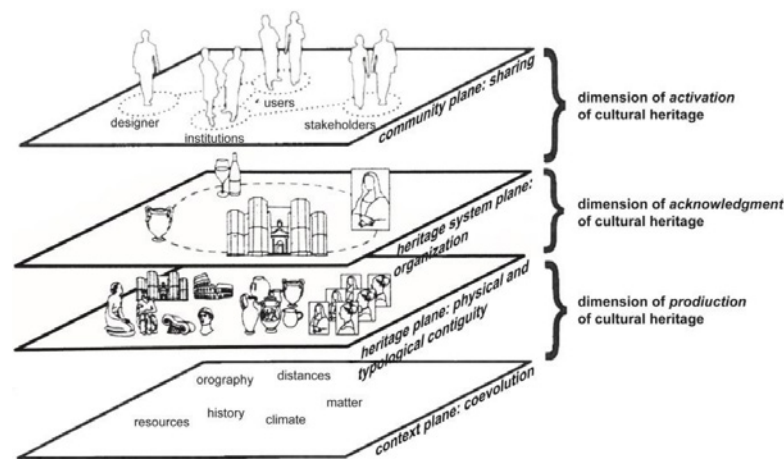 designer
institutions
users
stakeholders
community plane: sharing
dimension of activation
of cultural heritage
heritage system plane:
organization
dimension of acknowledgment
of cultural heritage
heritage plane: physical and
typological contiguity
dimension of prodiuction
of cultural heritage
orography
distances
resources
history
climate
matter
context plane: coevolution